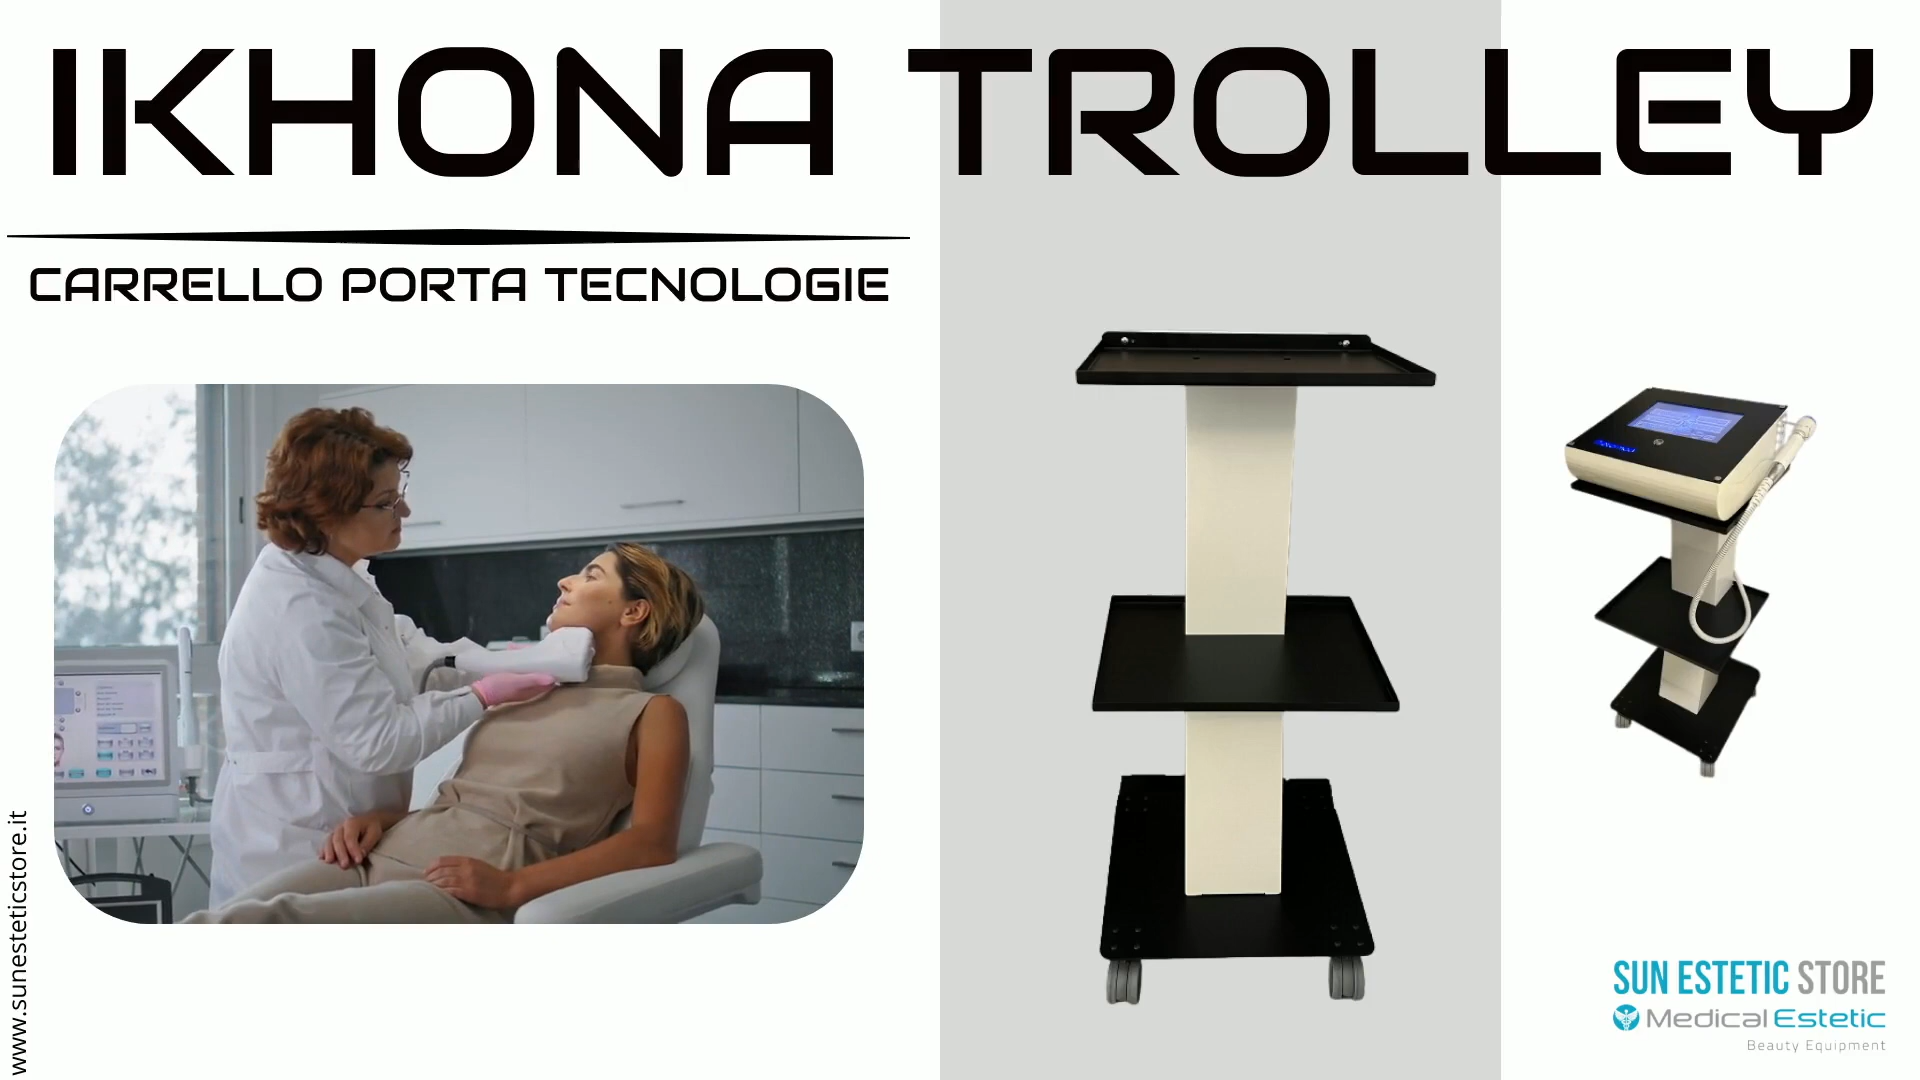 IKHONA TROLLEY
CARRELLO PORTA TECNOLOGIE
www.sunesteticstore.it
SUN ESTETIC STORE
Medical Estetic
Beauty Equipment